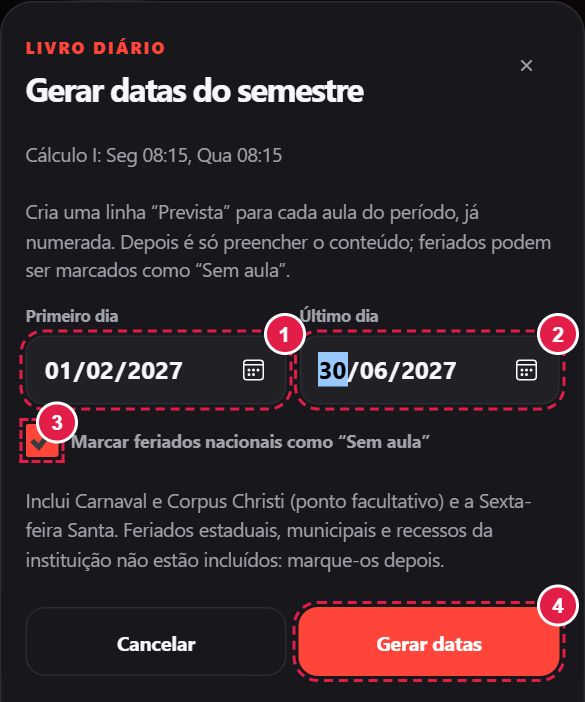 LIVRO DIÁRIO
Gerar datas do semestre
×
Cálculo I: Seg 08:15, Qua 08:15
Cria uma linha “Prevista” para cada aula do período, já
numerada. Depois é só preencher o conteúdo; feriados podem
ser marcados como “Sem aula”.
Primeiro dia
1
Último dia
2
01/02/2027
30/06/2027
3
Marcar feriados nacionais como “Sem aula”
Inclui Carnaval e Corpus Christi (ponto facultativo) e a Sexta-
feira Santa. Feriados estaduais, municipais e recessos da
instituição não estão incluídos: marque-os depois.
4
Cancelar
Gerar datas